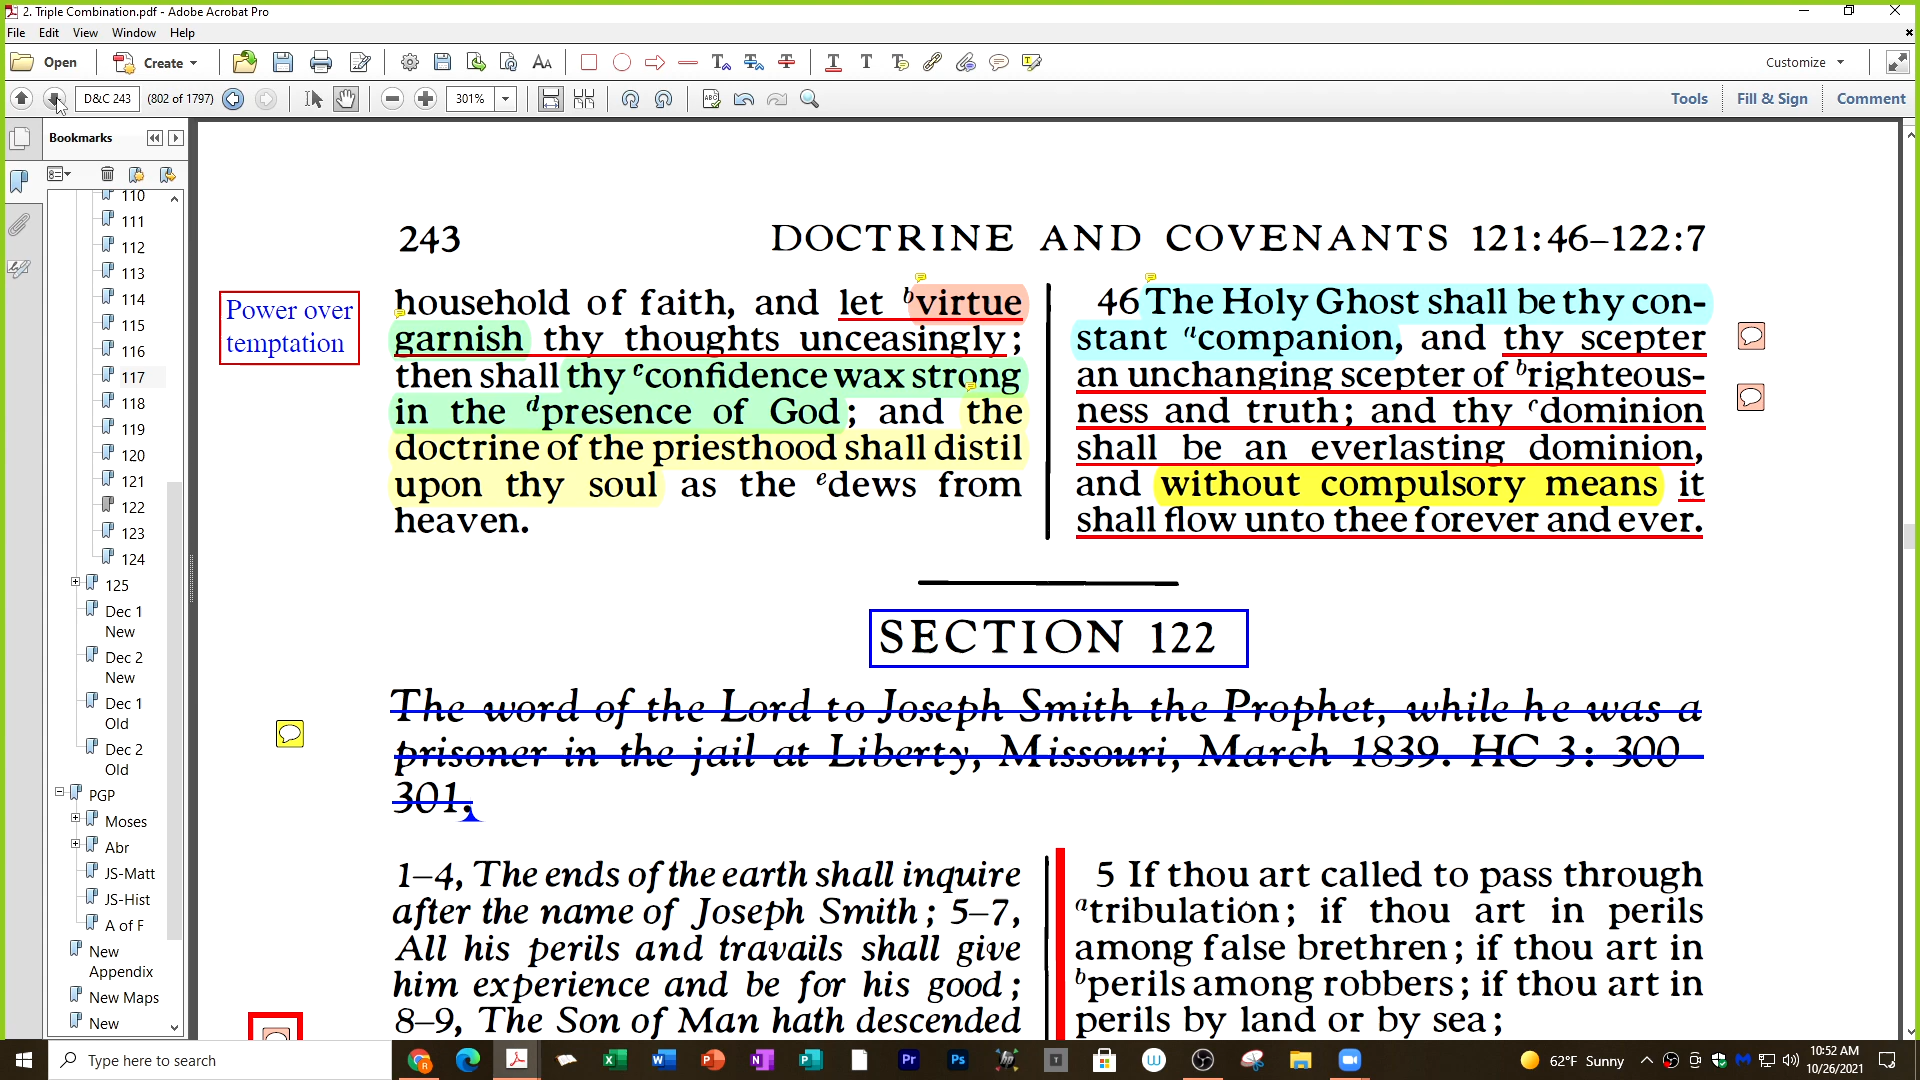 2. Triple Combination.pdf - Adobe Acrobat Pro
File Edit View Window Help
Open Create Customize
D&C 243 (802 of 1797) 301% Tools Fill & Sign Comment
Bookmarks
110
111
112
113
114
115
116
117
118
119
120
121
122
123
124
125
Dec 1
New
Dec 2
New
Dec 1
Old
Dec 2
Old
PGP
Moses
Abr
JS-Matt
JS-Hist
A of F
New
Appendix
New Maps
New
243 DOCTRINE AND COVENANTS 121:46–122:7
Power over
temptation
household of faith, and let bvirtue
garnish thy thoughts unceasingly;
then shall thy cconfidence wax strong
in the dpresence of God; and the
doctrine of the priesthood shall distil
upon thy soul as the edews from
heaven.
46 The Holy Ghost shall be thy con-
stant acompanion, and thy scepter
an unchanging scepter of brighteous-
ness and truth; and thy cdominion
shall be an everlasting dominion,
and without compulsory means it
shall flow unto thee forever and ever.
SECTION 122
The word of the Lord to Joseph Smith the Prophet, while he was a
prisoner in the jail at Liberty, Missouri, March 1839. HC 3: 300–
301.
1–4, The ends of the earth shall inquire
after the name of Joseph Smith; 5–7,
All his perils and travails shall give
him experience and be for his good;
8–9, The Son of Man hath descended
5 If thou art called to pass through
atribulation; if thou art in perils
among false brethren; if thou art in
bperils among robbers; if thou art in
perils by land or by sea;
Type here to search
62°F Sunny
10:52 AM
10/26/2021